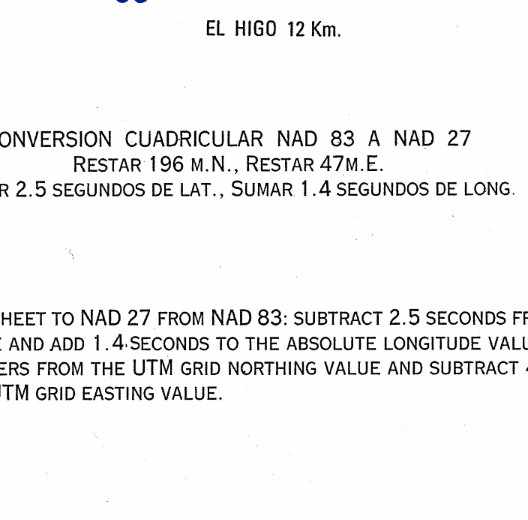 EL HIGO 12 Km.
ONVERSION CUADRICULAR NAD 83 A NAD 27
RESTAR 196 M.N., RESTAR 47M.E.
R 2.5 SEGUNDOS DE LAT., SUMAR 1.4 SEGUNDOS DE LONG.
HEET TO NAD 27 FROM NAD 83: SUBTRACT 2.5 SECONDS FR
AND ADD 1.4 SECONDS TO THE ABSOLUTE LONGITUDE VALU
ERS FROM THE UTM GRID NORTHING VALUE AND SUBTRACT
UTM GRID EASTING VALUE.